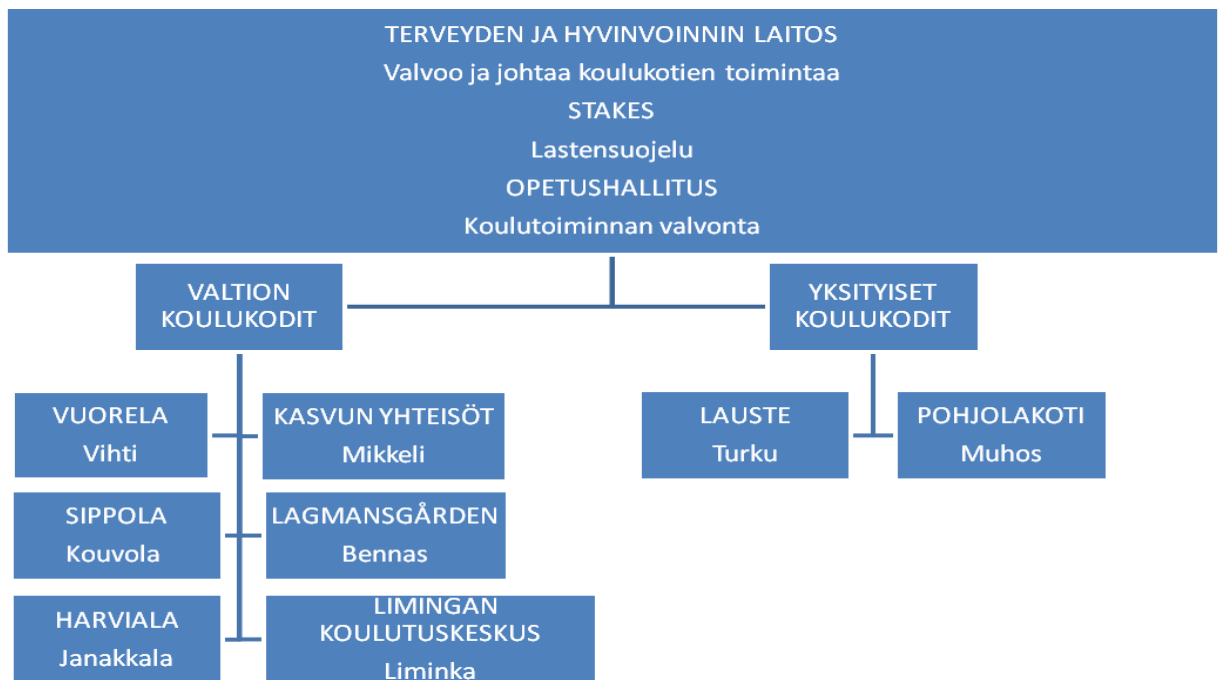 TERVEYDEN JA HYVINVOINNIN LAITOS
Valvoo ja johtaa koulukotien toimintaa
STAKES
Lastensuojelu
OPETUSHALLITUS
Koulutoiminnan valvonta
VALTION
KOULUKODIT
YKSITYISET
KOULUKODIT
VUORELA
Vihti
KASVUN YHTEISÖT
Mikkeli
LAUSTE
Turku
POHJOLAKOTI
Muhos
SIPPOLA
Kouvola
LAGMANSGÅRDEN
Bennas
HARVIALA
Janakkala
LIMINGAN
KOULUTUSKESKUS
Liminka